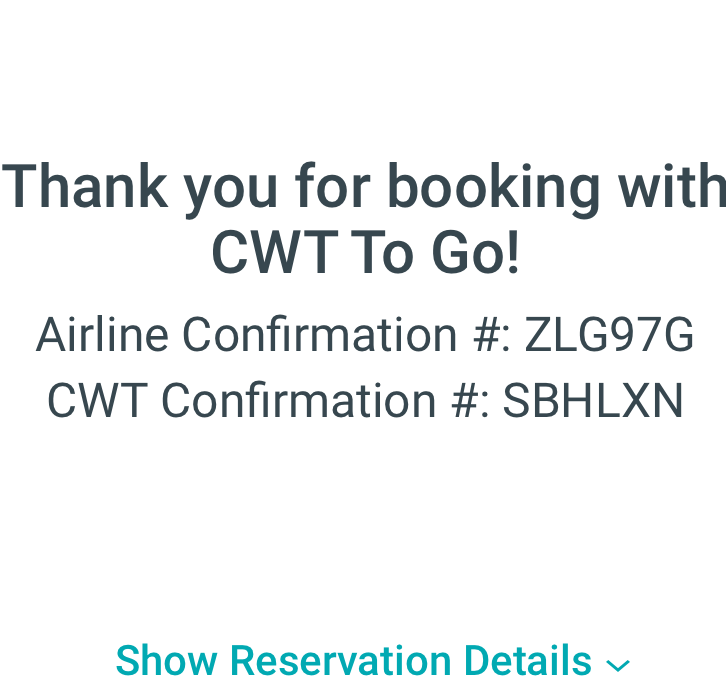 Thank you for booking with
CWT To Go!
Airline Confirmation #: ZLG97G
CWT Confirmation #: SBHLXN
Show Reservation Details